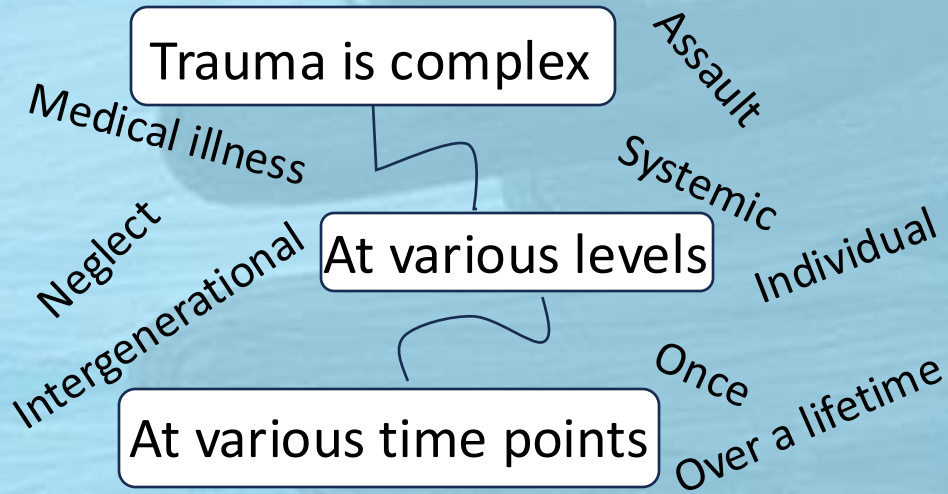 Trauma is complex
Assault
Medical illness
Systemic
Neglect
Intergenerational
At various levels
Individual
Once
At various time points
Over a lifetime